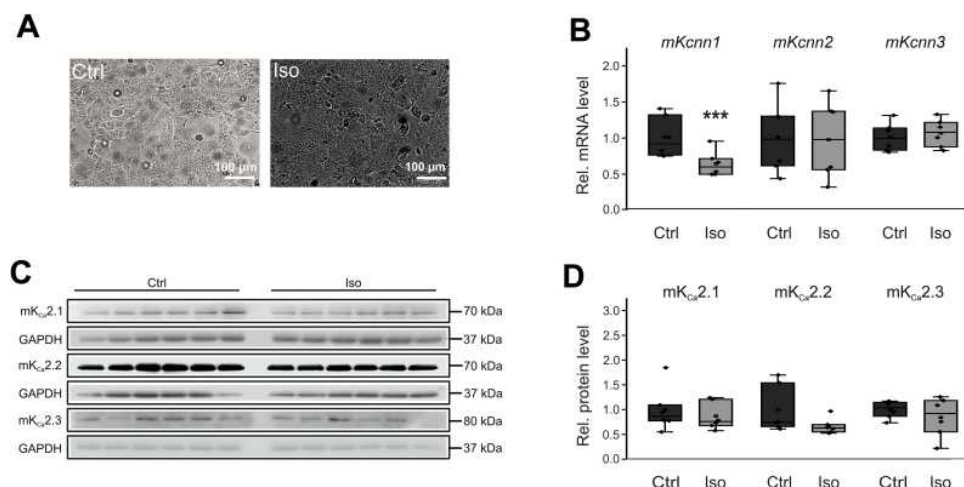 A
Ctrl
100 µm
Iso
100 µm
B
mKcnn1 mKcnn2 mKcnn3
Rel. mRNA level
2.0
1.5
1.0
0.5
0.0
***
Ctrl Iso Ctrl Iso Ctrl Iso
C
Ctrl Iso
mKCa2.1 70 kDa
GAPDH 37 kDa
mKCa2.2 70 kDa
GAPDH 37 kDa
mKCa2.3 80 kDa
GAPDH 37 kDa
D
mKCa2.1 mKCa2.2 mKCa2.3
Rel. protein level
3.0
2.5
2.0
1.5
1.0
0.5
0.0
Ctrl Iso Ctrl Iso Ctrl Iso